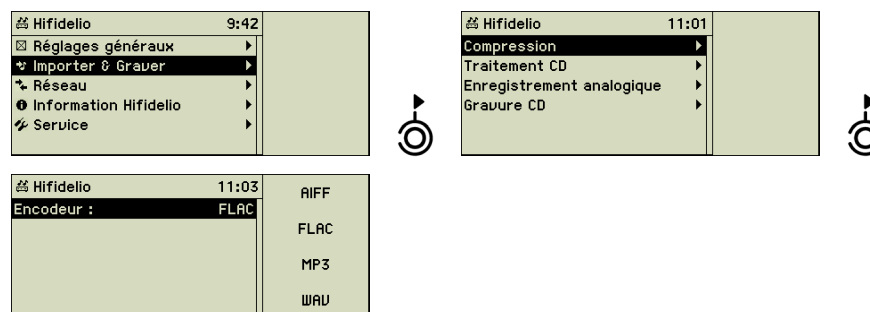 Hifidelio 9:42
Réglages généraux
Importer & Graver
Réseau
Information Hifidelio
Service
Hifidelio 11:01
Compression
Traitement CD
Enregistrement analogique
Gravure CD
Hifidelio 11:03
Encodeur : FLAC
AIFF
FLAC
MP3
WAV